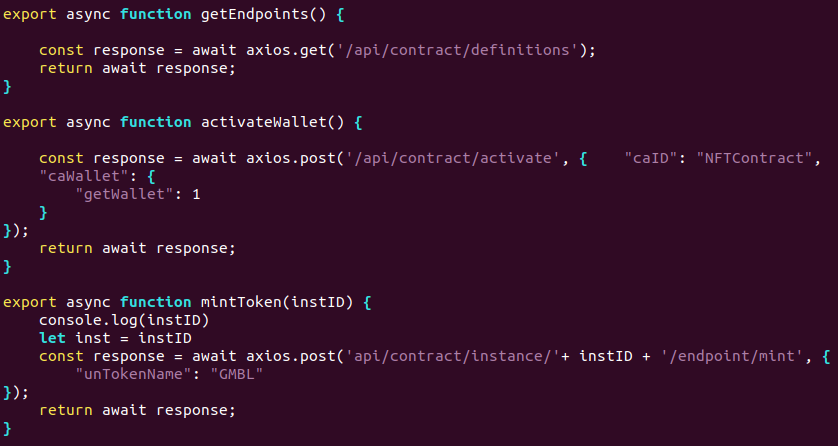 export async function getEndpoints() {
    const response = await axios.get('/api/contract/definitions');
    return await response;
}
export async function activateWallet() {
    const response = await axios.post('/api/contract/activate', {    "caID": "NFTContract",
    "caWallet": {
        "getWallet": 1
    }
});
    return await response;
}
export async function mintToken(instID) {
    console.log(instID)
    let inst = instID
    const response = await axios.post('api/contract/instance/'+ instID + '/endpoint/mint', {
        "unTokenName": "GMBL"
});
    return await response;
}